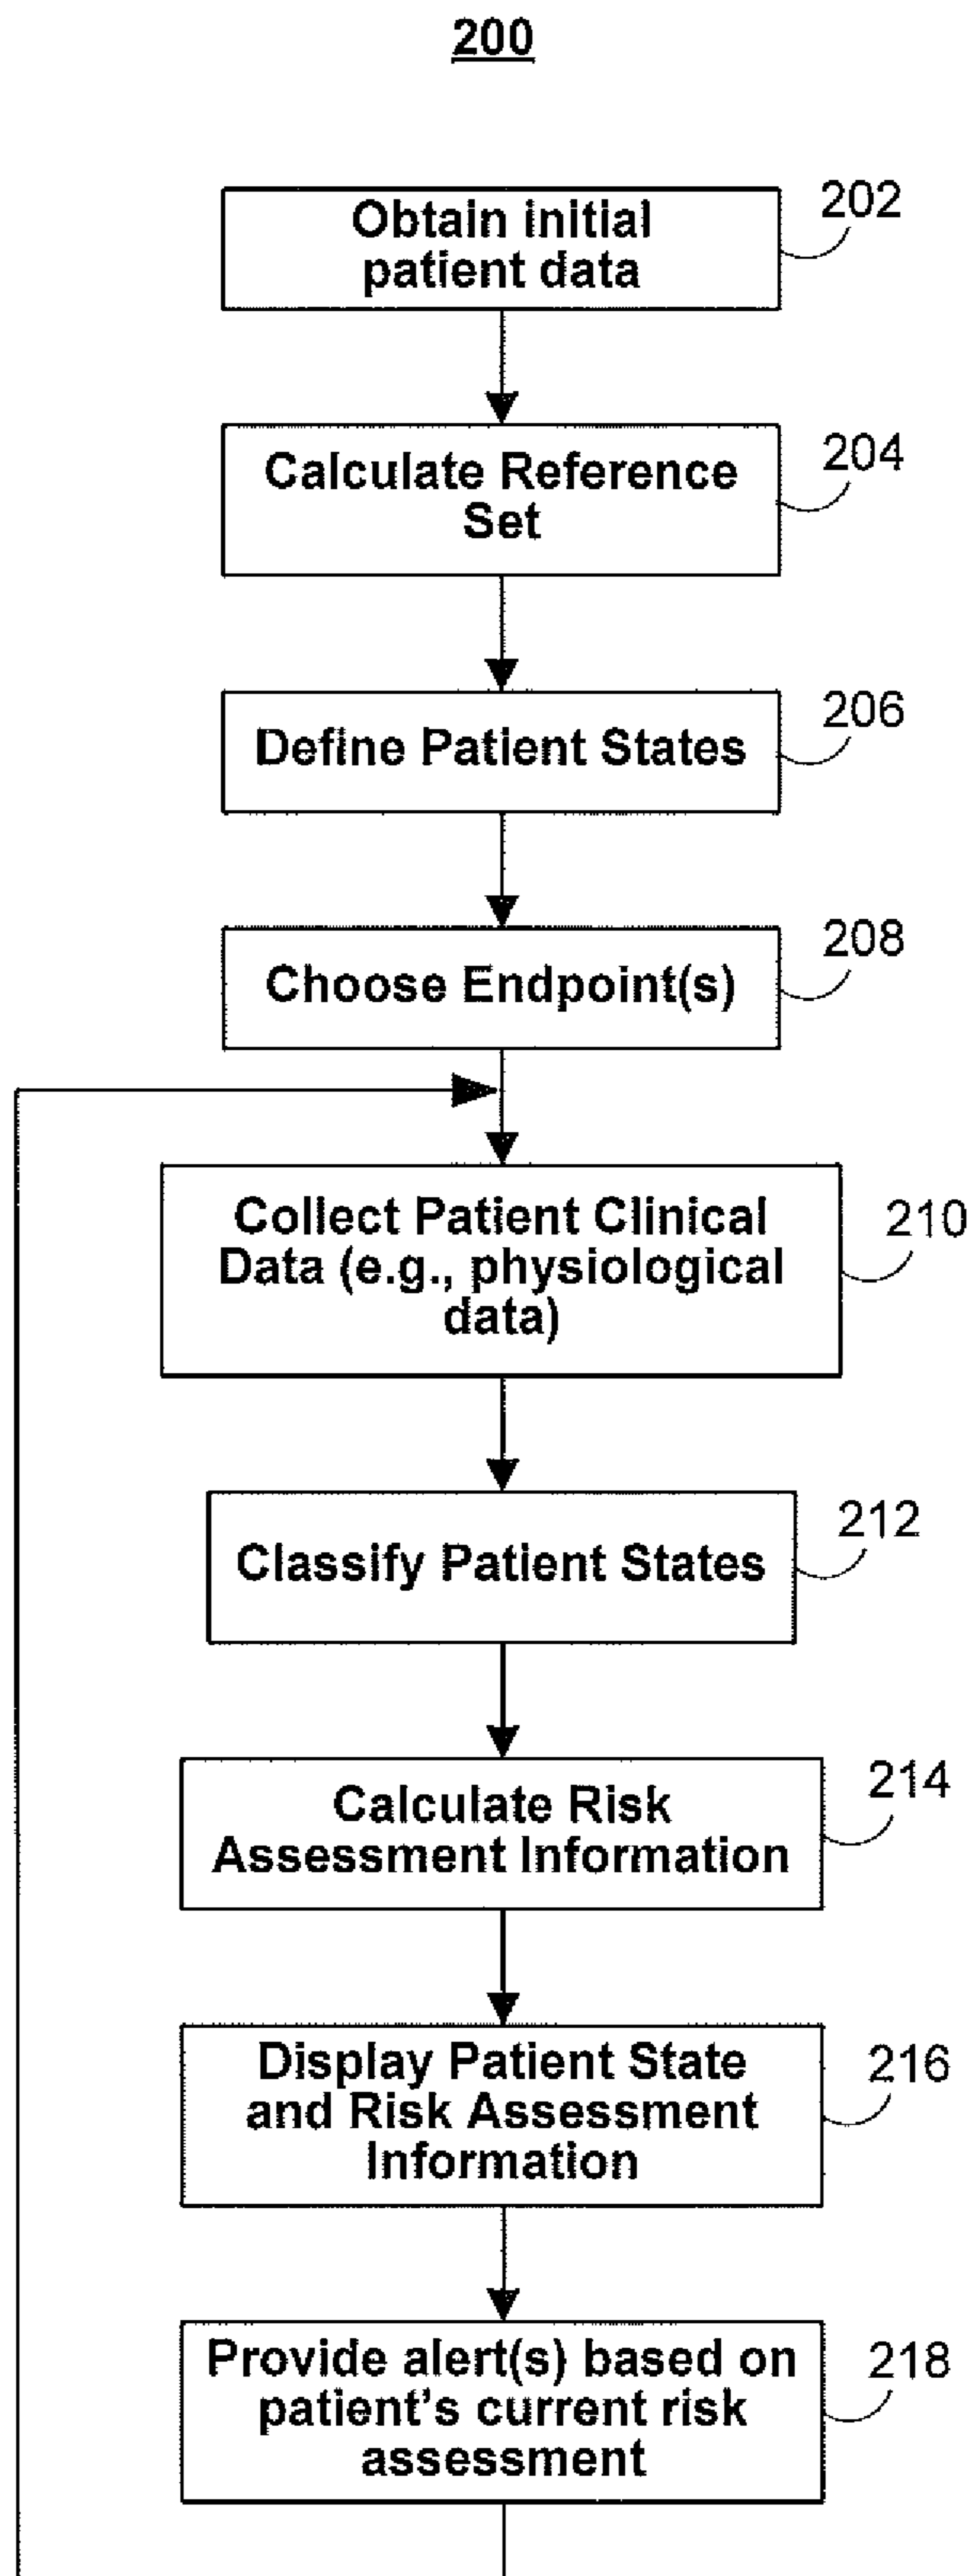 200
Obtain initial
patient data
202
Calculate Reference
Set
204
Define Patient States
206
Choose Endpoint(s)
208
Collect Patient Clinical
Data (e.g., physiological
data)
210
Classify Patient States
212
Calculate Risk
Assessment Information
214
Display Patient State
and Risk Assessment
Information
216
Provide alert(s) based on
patient's current risk
assessment
218